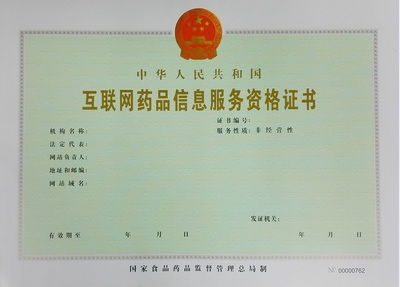 中华人民共和国
互联网药品信息服务资格证书
证书编号:
机构名称: 服务性质: 非经营性
法定代表:
网站负责人:
地址和邮编:
网站域名:
发证机关:
有效期至 年 月 日 年 月 日
国家食品药品监督管理总局制 № 00000762